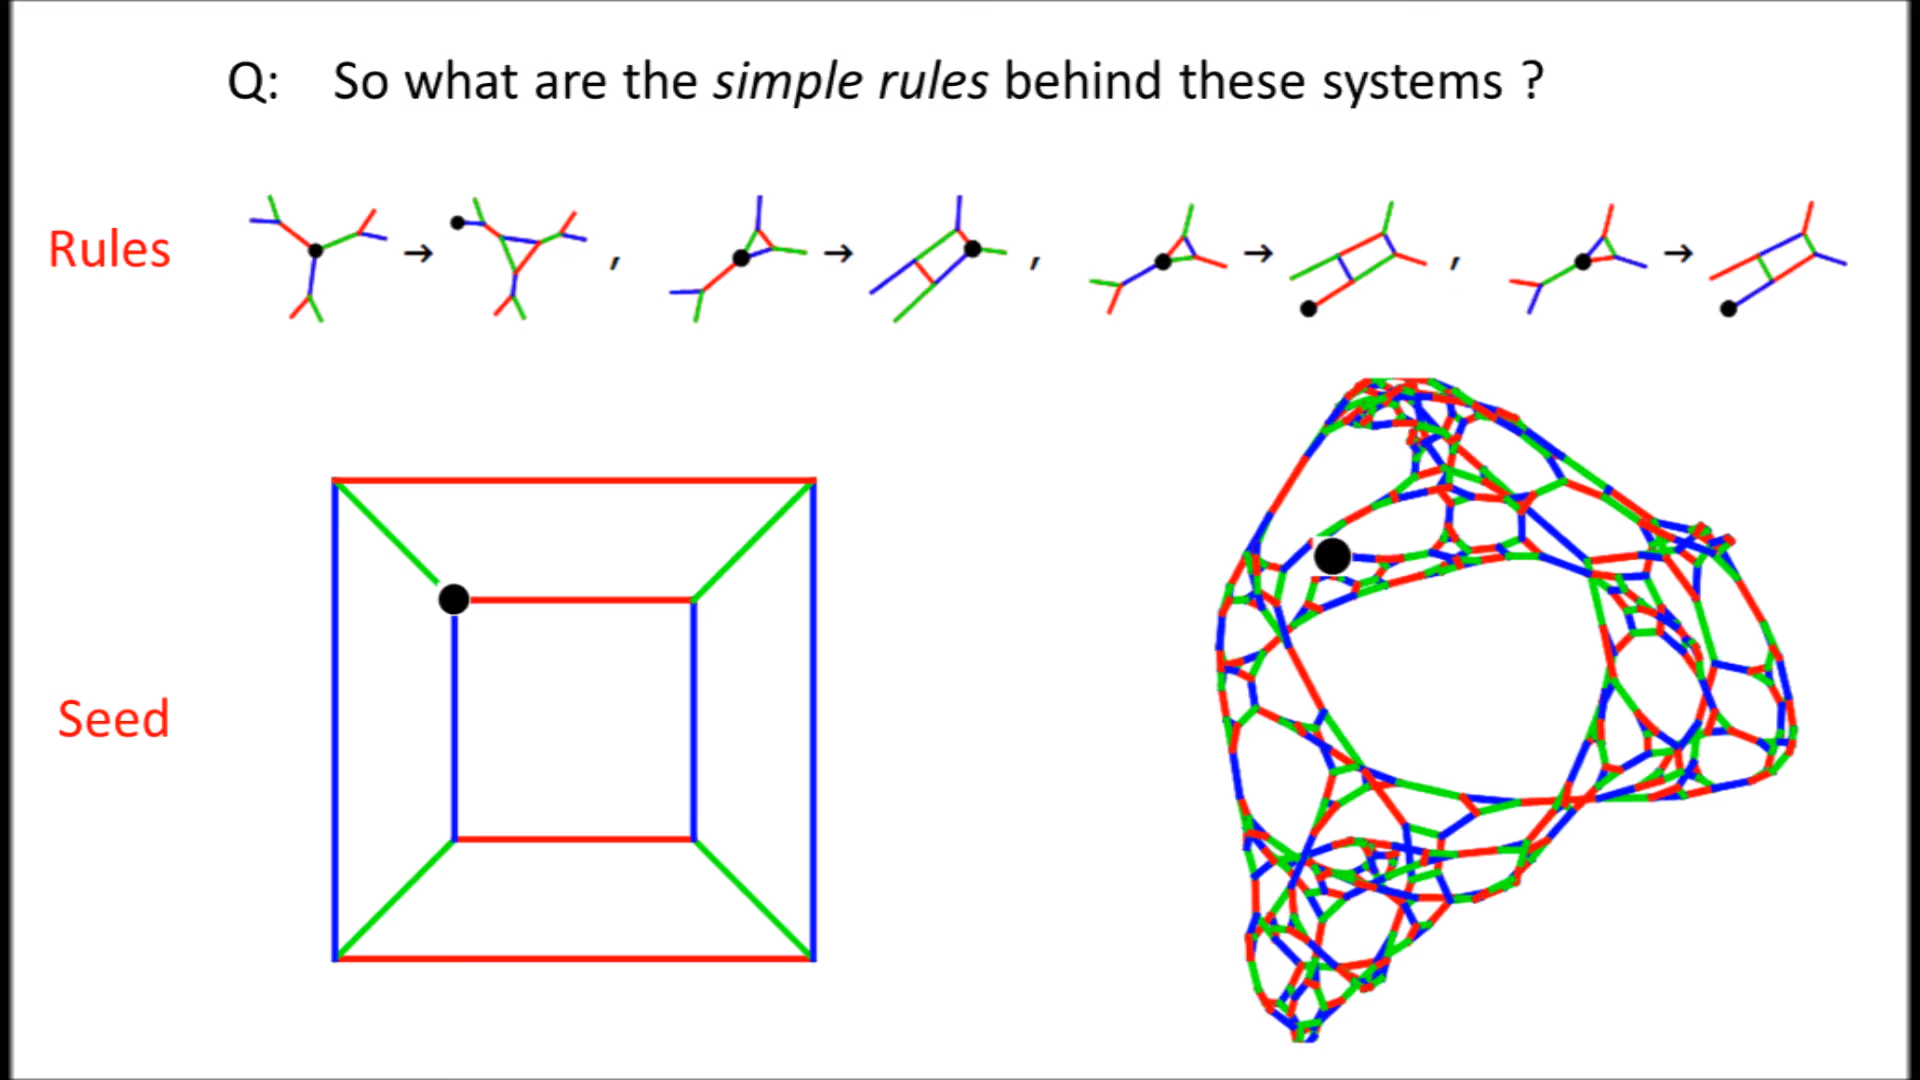 Q: So what are the simple rules behind these systems ?
Rules → , → , → , →
Seed